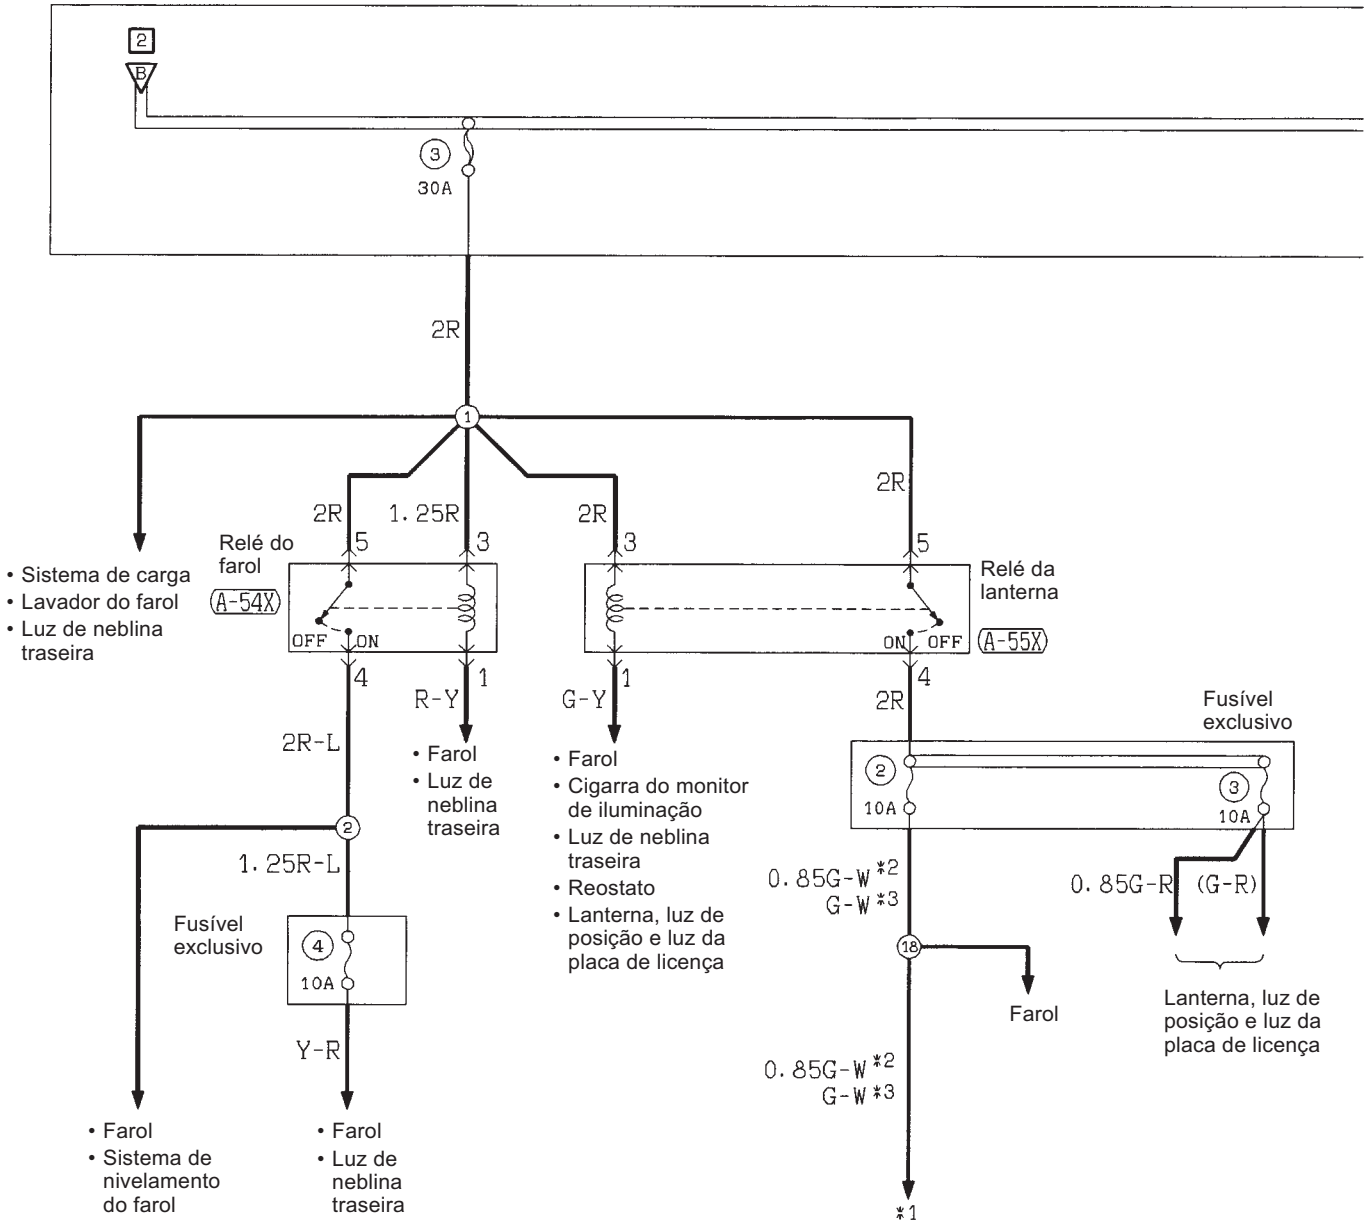 2
B
3
30A
2R
1
2R
1.25R
2R
2R
5
3
3
5
Relé do
farol
A-54X
OFF
ON
ON
OFF
Relé da
lanterna
A-55X
• Sistema de carga
• Lavador do farol
• Luz de neblina
traseira
4
1
1
4
R-Y
G-Y
2R
2R-L
• Farol
• Luz de
neblina
traseira
• Farol
• Cigarra do monitor
de iluminação
• Luz de neblina
traseira
• Reostato
• Lanterna, luz de
posição e luz da
placa de licença
Fusível
exclusivo
2
10A
3
10A
2
1.25R-L
Fusível
exclusivo
4
10A
Y-R
0.85G-W *2
G-W *3
0.85G-R
(G-R)
18
Farol
Lanterna, luz de
posição e luz da
placa de licença
0.85G-W *2
G-W *3
• Farol
• Sistema de
nivelamento
do farol
• Farol
• Luz de
neblina
traseira
*1